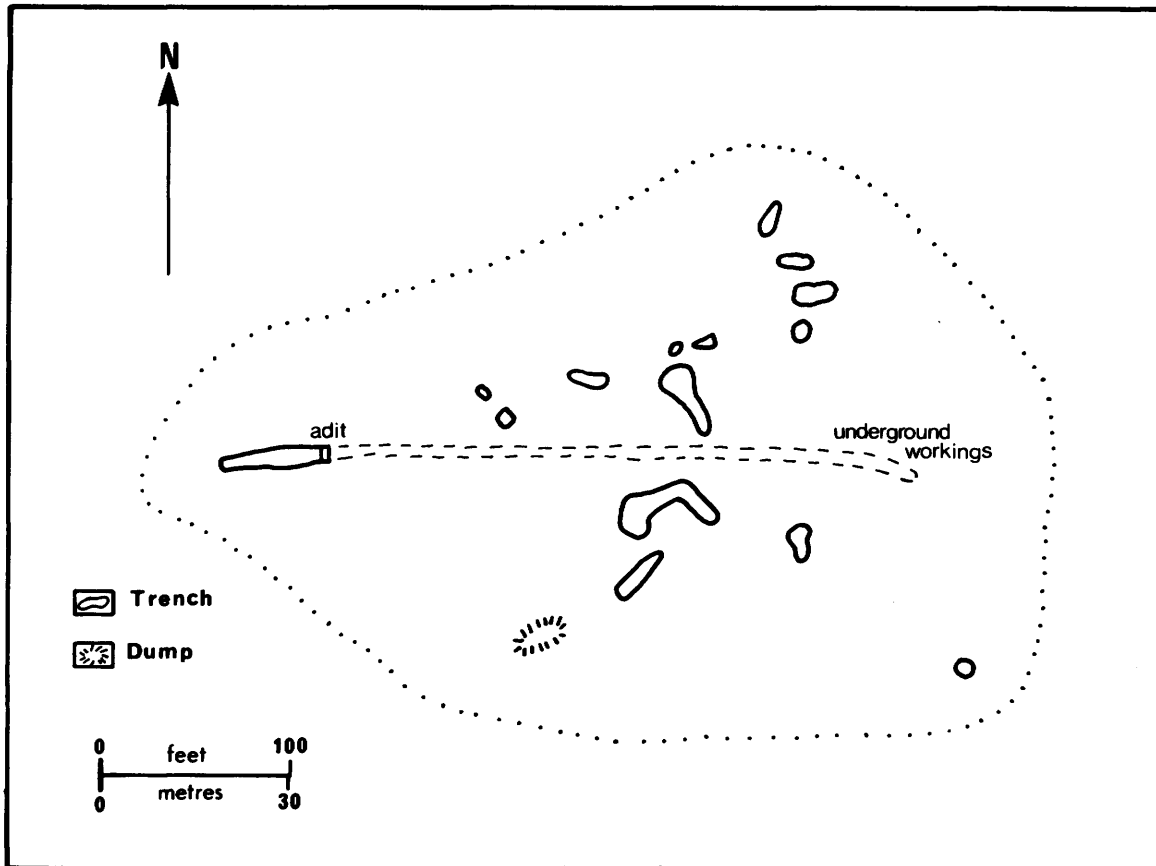 N
adit
underground
workings
Trench
Dump
0 feet 100
0 metres 30